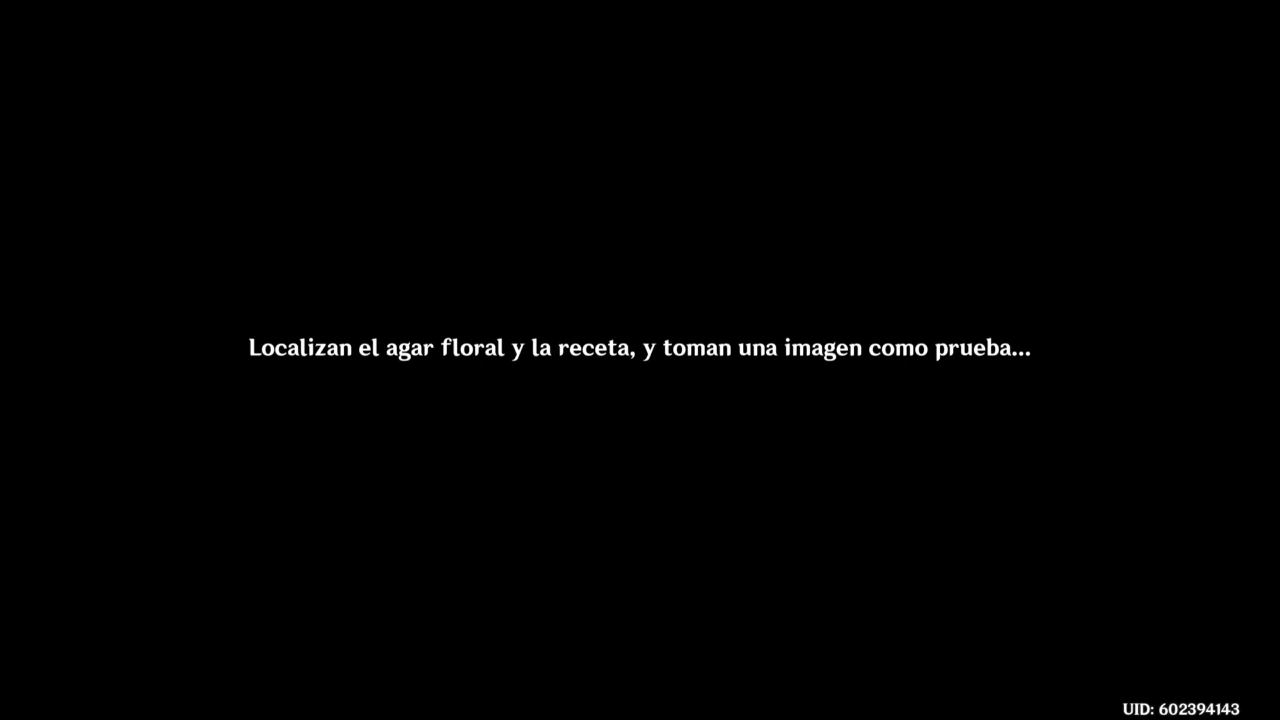 Localizan el agar floral y la receta, y toman una imagen como prueba...
UID: 602394143